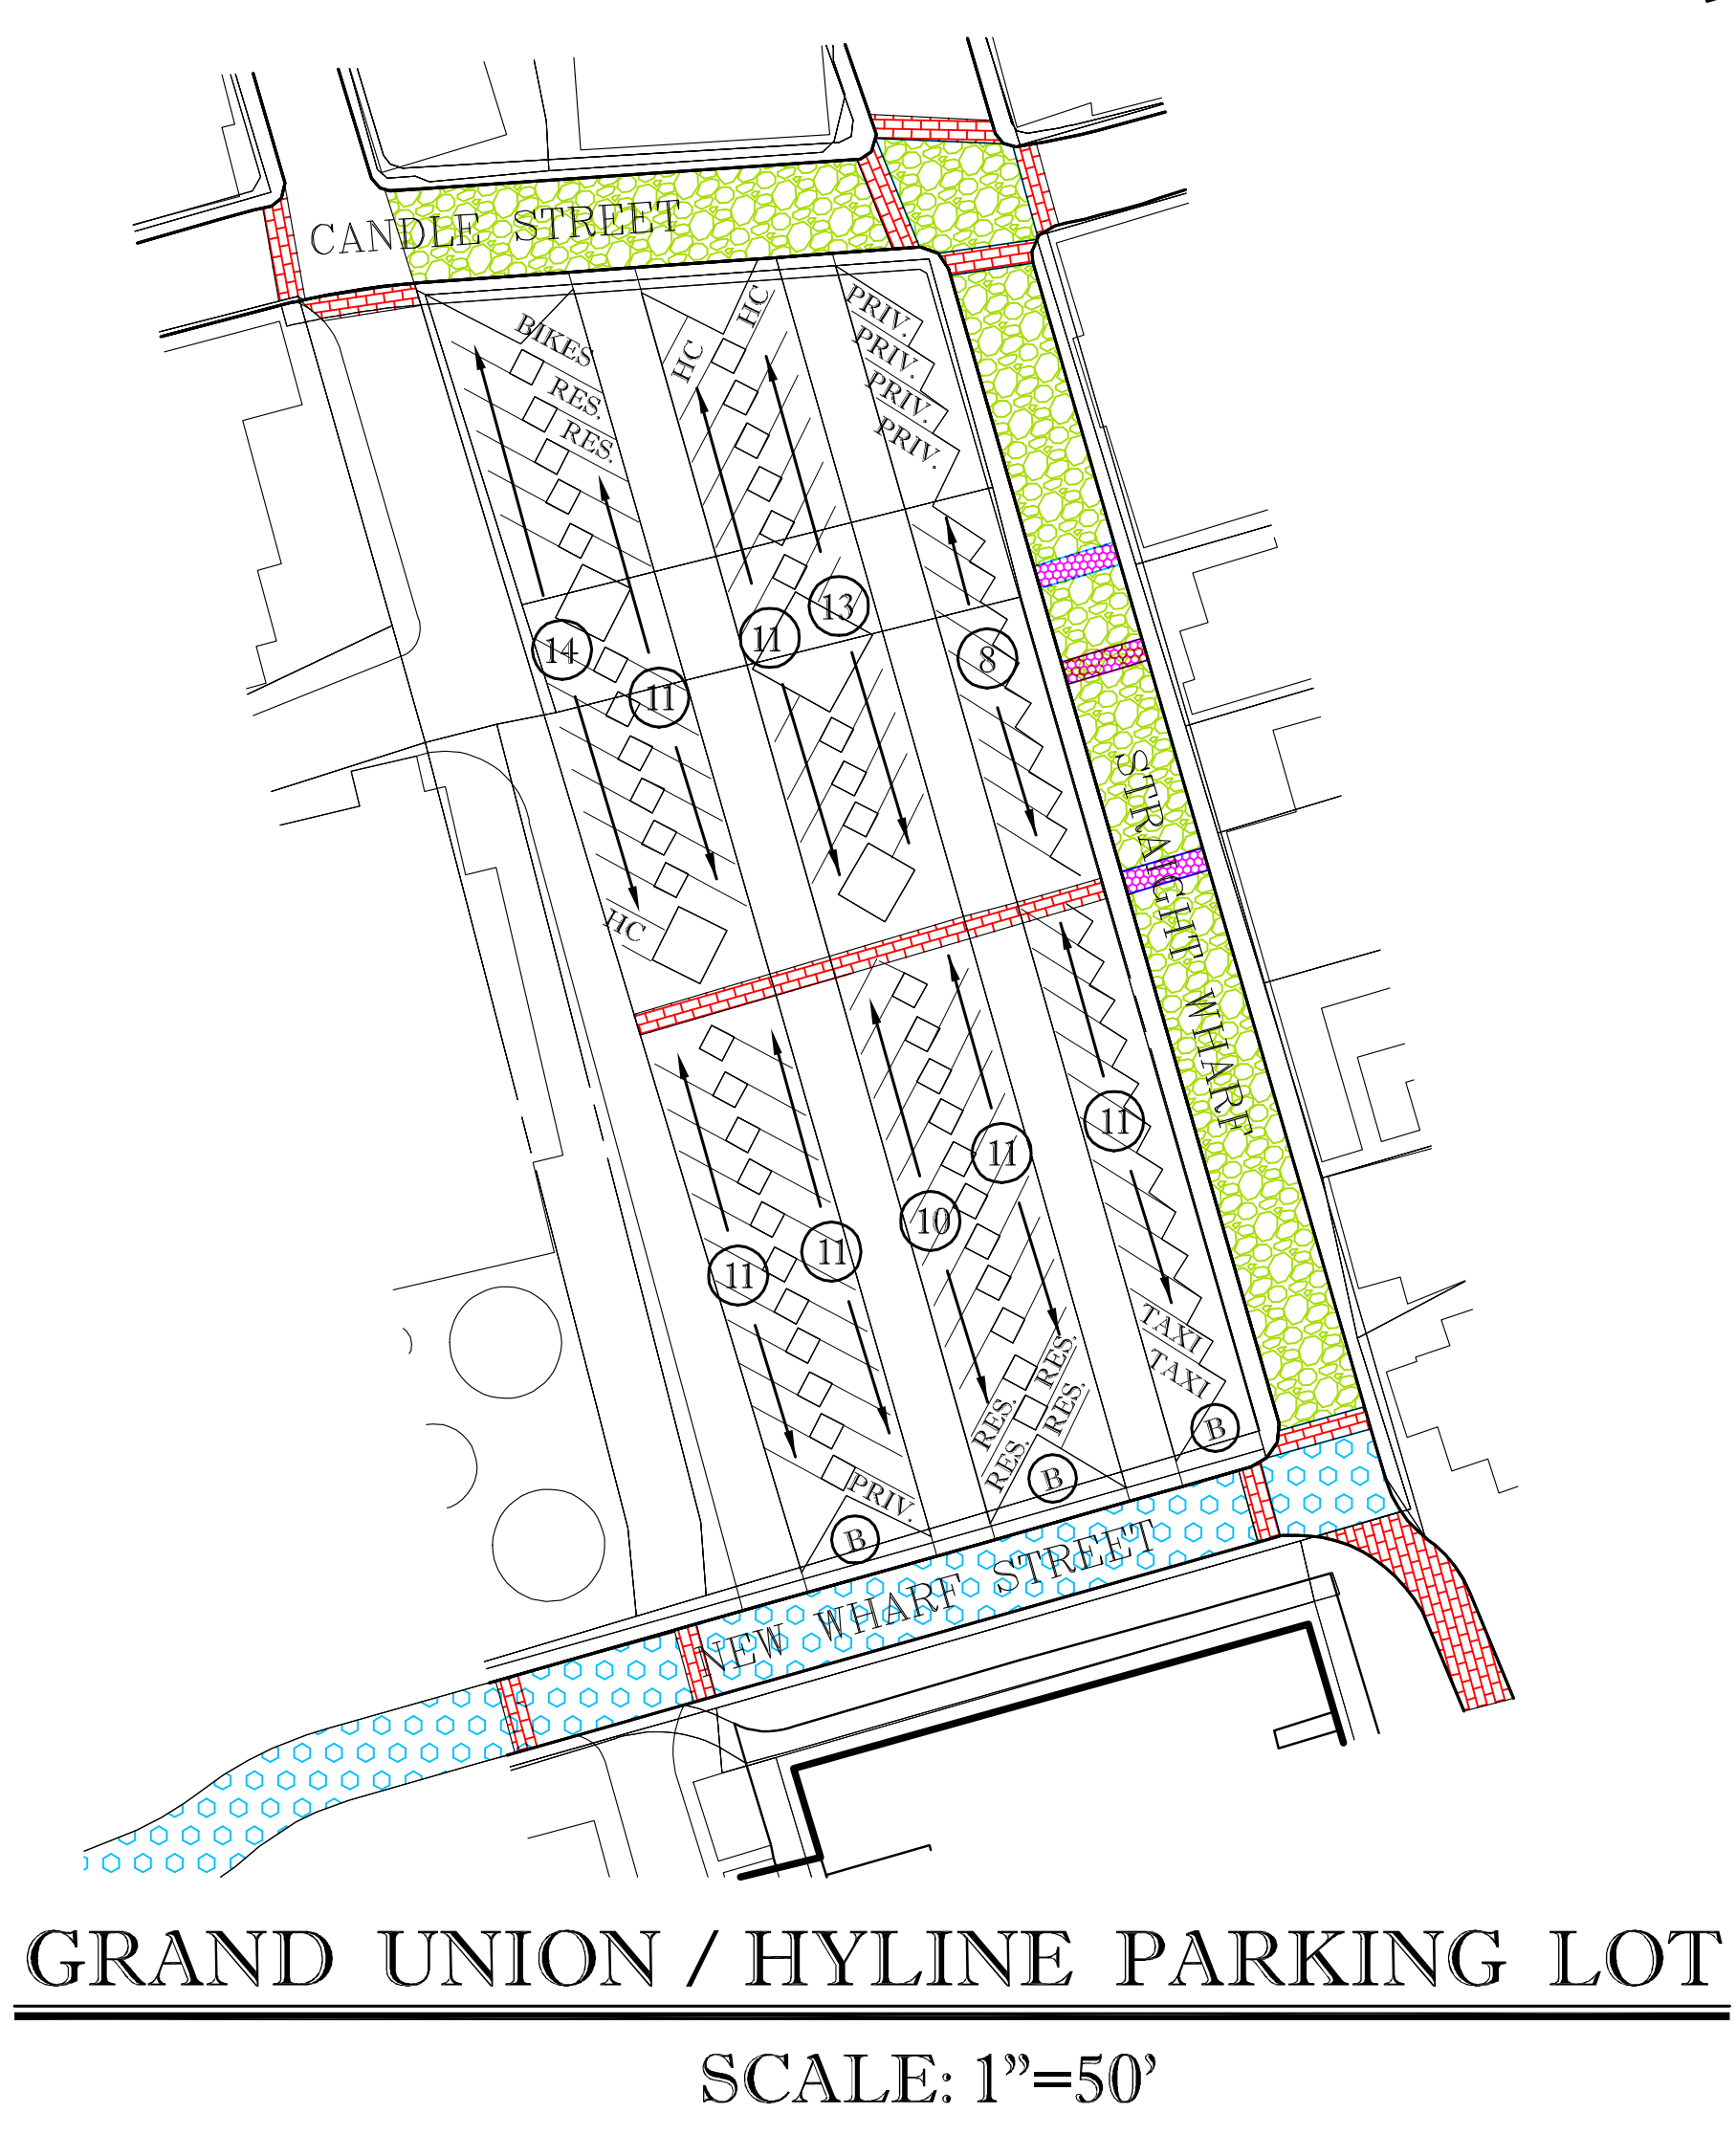 CANDLE STREET
BIKES
RES.
RES.
HC
HC
PRIV.
PRIV.
PRIV.
PRIV.
14
11
11
13
8
HC
STRAIGHT WHARF
11
11
10
11
11
TAXI
TAXI
RES.
RES.
RES.
RES.
PRIV.
B
B
B
NEW WHARF STREET
GRAND UNION / HYLINE PARKING LOT
SCALE: 1”=50’